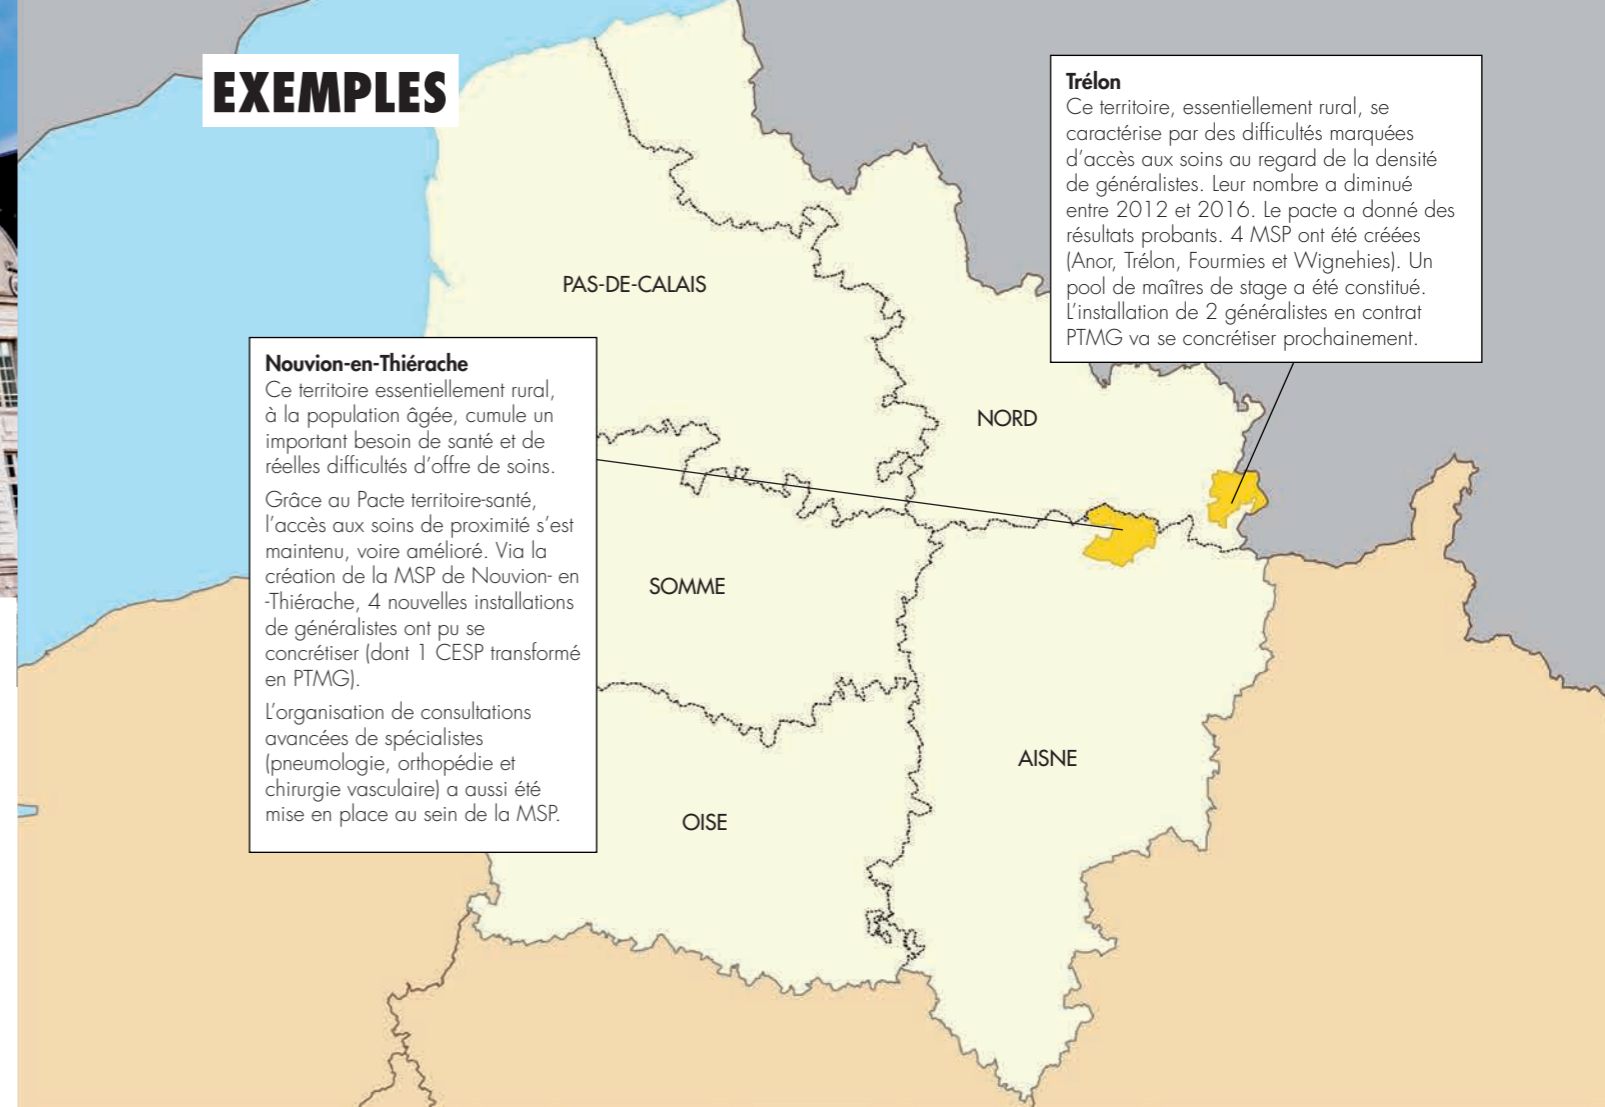 EXEMPLES
Trélon
Ce territoire, essentiellement rural, se
caractérise par des difficultés marquées
d'accès aux soins au regard de la densité
de généralistes. Leur nombre a diminué
entre 2012 et 2016. Le pacte a donné des
résultats probants. 4 MSP ont été créées
(Anor, Trélon, Fourmies et Wignehies). Un
pool de maîtres de stage a été constitué.
L'installation de 2 généralistes en contrat
PTMG va se concrétiser prochainement.
PAS-DE-CALAIS
Nouvion-en-Thiérache
Ce territoire essentiellement rural,
à la population âgée, cumule un
important besoin de santé et de
réelles difficultés d'offre de soins.
Grâce au Pacte territoire-santé,
l'accès aux soins de proximité s'est
maintenu, voire amélioré. Via la
création de la MSP de Nouvion- en
-Thiérache, 4 nouvelles installations
de généralistes ont pu se
concrétiser (dont 1 CESP transformé
en PTMG).
L'organisation de consultations
avancées de spécialistes
(pneumologie, orthopédie et
chirurgie vasculaire) a aussi été
mise en place au sein de la MSP.
NORD
SOMME
AISNE
OISE